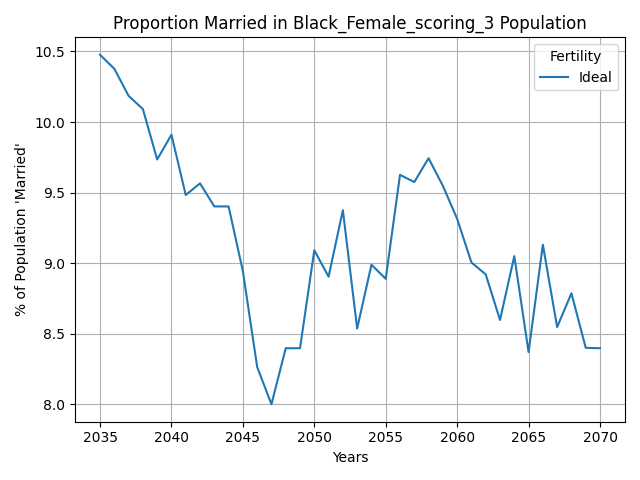 Proportion Married in Black_Female_scoring_3 Population
Fertility
Ideal
% of Population 'Married'
10.5
10.0
9.5
9.0
8.5
8.0
2035 2040 2045 2050 2055 2060 2065 2070
Years